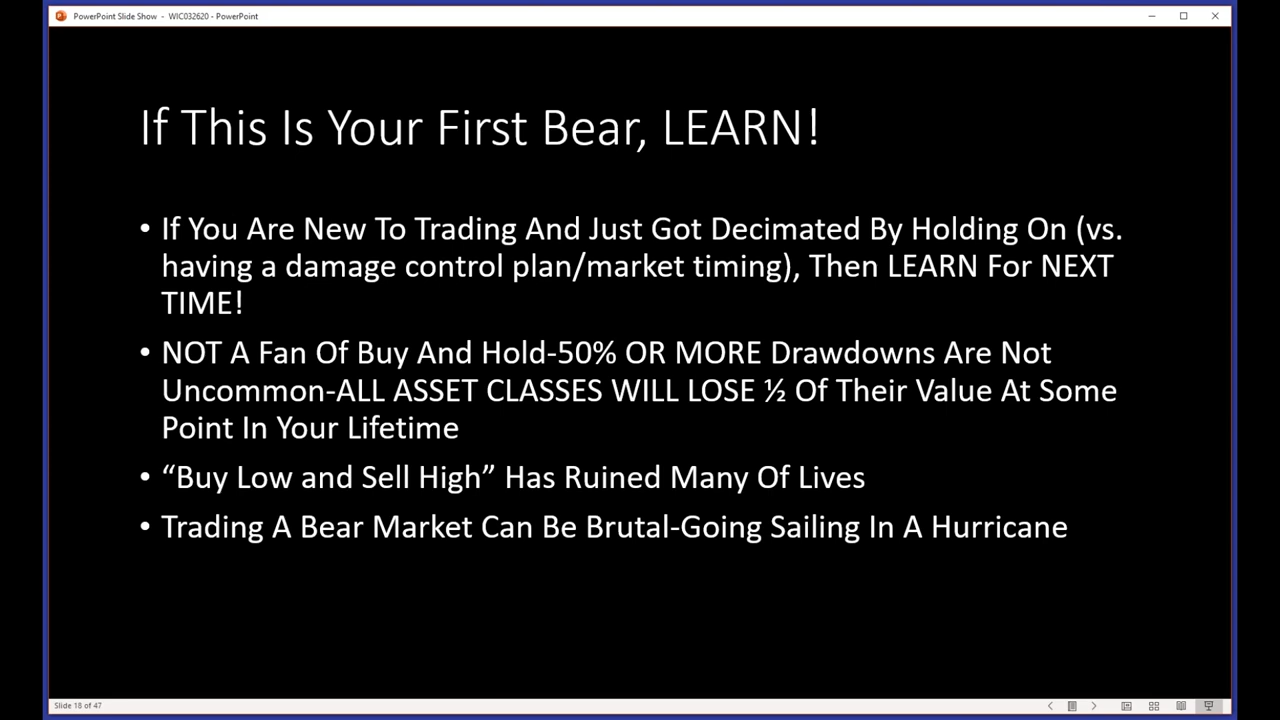 PowerPoint Slide Show - WIC032620 - PowerPoint
If This Is Your First Bear, LEARN!
• If You Are New To Trading And Just Got Decimated By Holding On (vs.
having a damage control plan/market timing), Then LEARN For NEXT
TIME!
• NOT A Fan Of Buy And Hold-50% OR MORE Drawdowns Are Not
Uncommon-ALL ASSET CLASSES WILL LOSE ½ Of Their Value At Some
Point In Your Lifetime
• “Buy Low and Sell High” Has Ruined Many Of Lives
• Trading A Bear Market Can Be Brutal-Going Sailing In A Hurricane
Slide 18 of 47